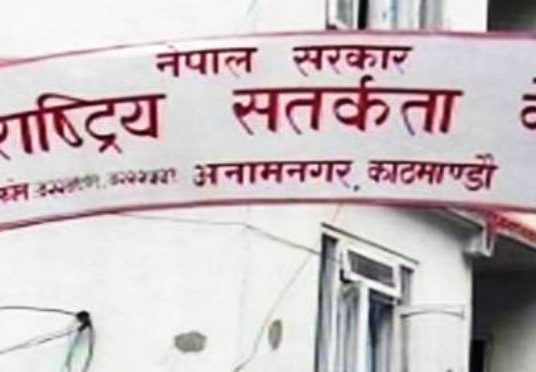 नेपाल सरकार
राष्ट्रिय सतर्कता
फोन अनामनगर, काठमाण्डौ